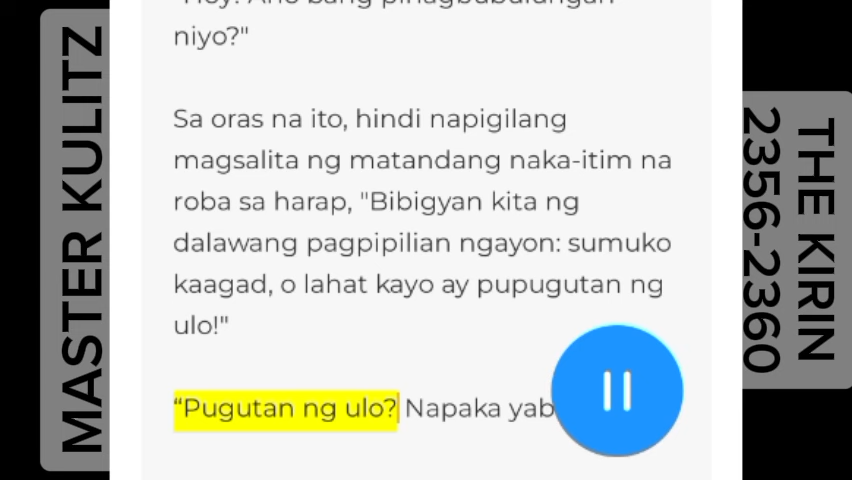 MASTER KULITZ
niyo?"
Sa oras na ito, hindi napigilang
magsalita ng matandang naka-itim na
roba sa harap, "Bibigyan kita ng
dalawang pagpipilian ngayon: sumuko
kaagad, o lahat kayo ay pupugutan ng
ulo!"
“Pugutan ng ulo? Napaka yab
THE KIRIN
2356-2360